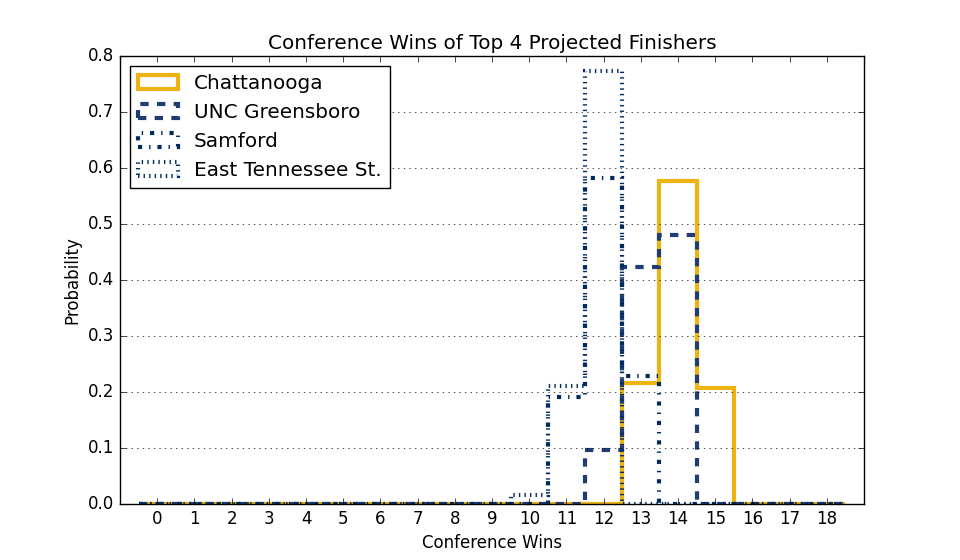 Conference Wins of Top 4 Projected Finishers
0.8
0.7
0.6
0.5
0.4
0.3
0.2
0.1
0.0
Probability
Chattanooga
UNC Greensboro
Samford
East Tennessee St.
0 1 2 3 4 5 6 7 8 9 10 11 12 13 14 15 16 17 18
Conference Wins